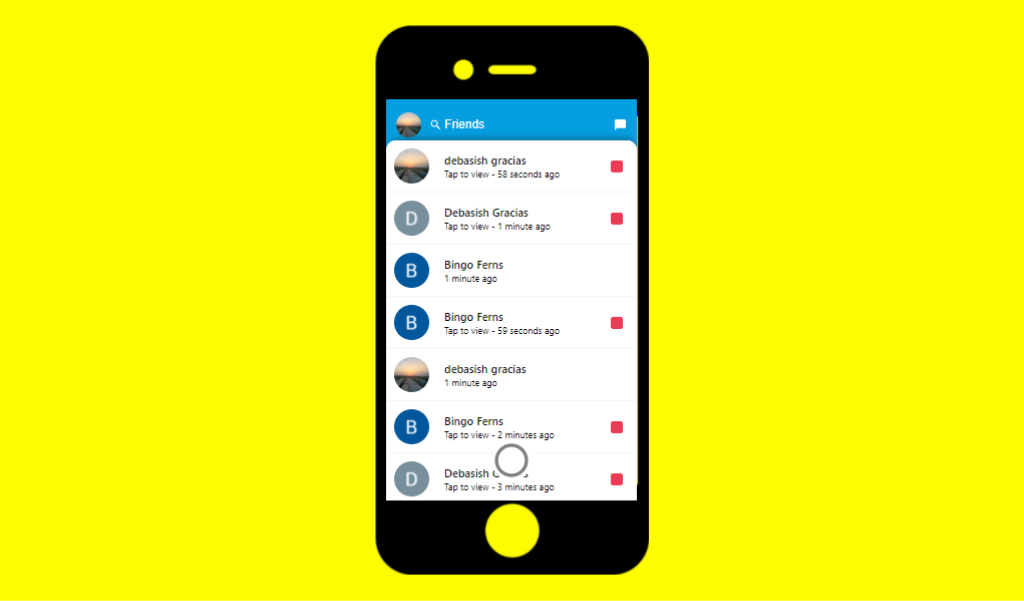 Friends
debasish gracias
Tap to view - 58 seconds ago
D
Debasish Gracias
Tap to view - 1 minute ago
B
Bingo Ferns
1 minute ago
B
Bingo Ferns
Tap to view - 59 seconds ago
debasish gracias
1 minute ago
B
Bingo Ferns
Tap to view - 2 minutes ago
D
Debasish
Tap to view - 3 minutes ago